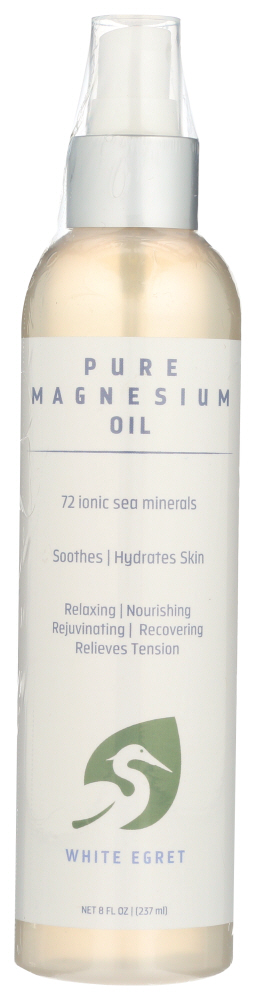 PURE
MAGNESIUM
OIL
72 ionic sea minerals
Soothes | Hydrates Skin
Relaxing | Nourishing
Rejuvinating | Recovering
Relieves Tension
WHITE EGRET
NET 8 FL OZ | (237 ml)